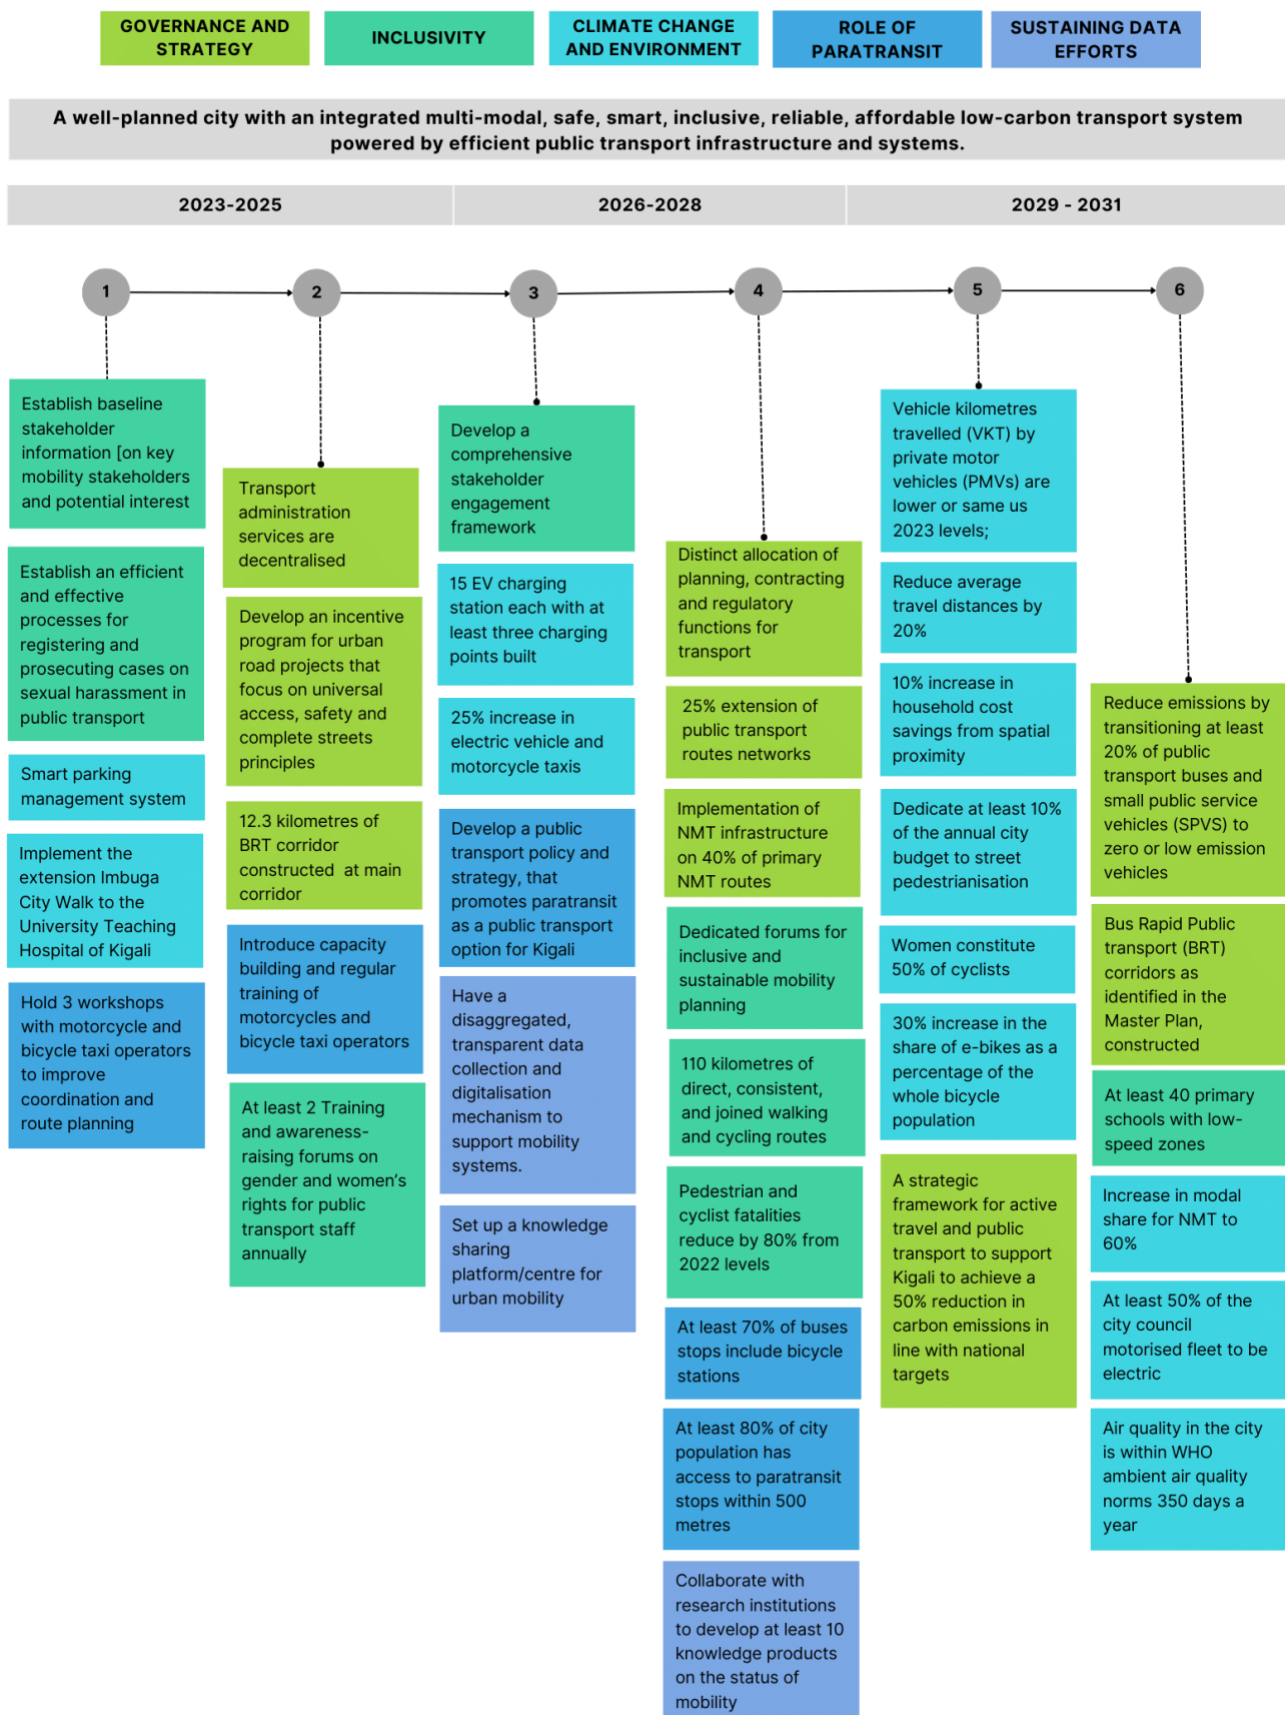 GOVERNANCE AND
STRATEGY
INCLUSIVITY
CLIMATE CHANGE
AND ENVIRONMENT
ROLE OF
PARATRANSIT
SUSTAINING DATA
EFFORTS
A well-planned city with an integrated multi-modal, safe, smart, inclusive, reliable, affordable low-carbon transport system
powered by efficient public transport infrastructure and systems.
2023-2025
2026-2028
2029 - 2031
1
2
3
4
5
6
Establish baseline
stakeholder
information [on key
mobility stakeholders
and potential interest
Establish an efficient
and effective
processes for
registering and
prosecuting cases on
sexual harassment in
public transport
Smart parking
management system
Implement the
extension Imbuga
City Walk to the
University Teaching
Hospital of Kigali
Hold 3 workshops
with motorcycle and
bicycle taxi operators
to improve
coordination and
route planning
Transport
administration
services are
decentralised
Develop an incentive
program for urban
road projects that
focus on universal
access, safety and
complete streets
principles
12.3 kilometres of
BRT corridor
constructed at main
corridor
Introduce capacity
building and regular
training of
motorcycles and
bicycle taxi operators
At least 2 Training
and awareness-
raising forums on
gender and women's
rights for public
transport staff
annually
Develop a
comprehensive
stakeholder
engagement
framework
15 EV charging
station each with at
least three charging
points built
25% increase in
electric vehicle and
motorcycle taxis
Develop a public
transport policy and
strategy, that
promotes paratransit
as a public transport
option for Kigali
Have a
disaggregated,
transparent data
collection and
digitalisation
mechanism to
support mobility
systems.
Set up a knowledge
sharing
platform/centre for
urban mobility
Distinct allocation of
planning, contracting
and regulatory
functions for
transport
25% extension of
public transport
routes networks
Implementation of
NMT infrastructure
on 40% of primary
NMT routes
Dedicated forums for
inclusive and
sustainable mobility
planning
110 kilometres of
direct, consistent,
and joined walking
and cycling routes
Pedestrian and
cyclist fatalities
reduce by 80% from
2022 levels
At least 70% of buses
stops include bicycle
stations
At least 80% of city
population has
access to paratransit
stops within 500
metres
Collaborate with
research institutions
to develop at least 10
knowledge products
on the status of
mobility
Vehicle kilometres
travelled (VKT) by
private motor
vehicles (PMVs) are
lower or same us
2023 levels;
Reduce average
travel distances by
20%
10% increase in
household cost
savings from spatial
proximity
Dedicate at least 10%
of the annual city
budget to street
pedestrianisation
Women constitute
50% of cyclists
30% increase in the
share of e-bikes as a
percentage of the
whole bicycle
population
A strategic
framework for active
travel and public
transport to support
Kigali to achieve a
50% reduction in
carbon emissions in
line with national
targets
Reduce emissions by
transitioning at least
20% of public
transport buses and
small public service
vehicles (SPVS) to
zero or low emission
vehicles
Bus Rapid Public
transport (BRT)
corridors as
identified in the
Master Plan,
constructed
At least 40 primary
schools with low-
speed zones
Increase in modal
share for NMT to
60%
At least 50% of the
city council
motorised fleet to be
electric
Air quality in the city
is within WHO
ambient air quality
norms 350 days a
year